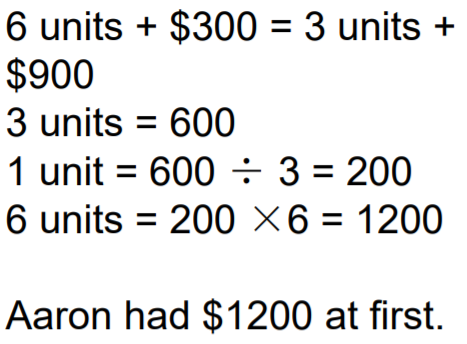 6 units + $300 = 3 units +
$900
3 units = 600
1 unit = 600 ÷ 3 = 200
6 units = 200 ×6 = 1200
Aaron had $1200 at first.